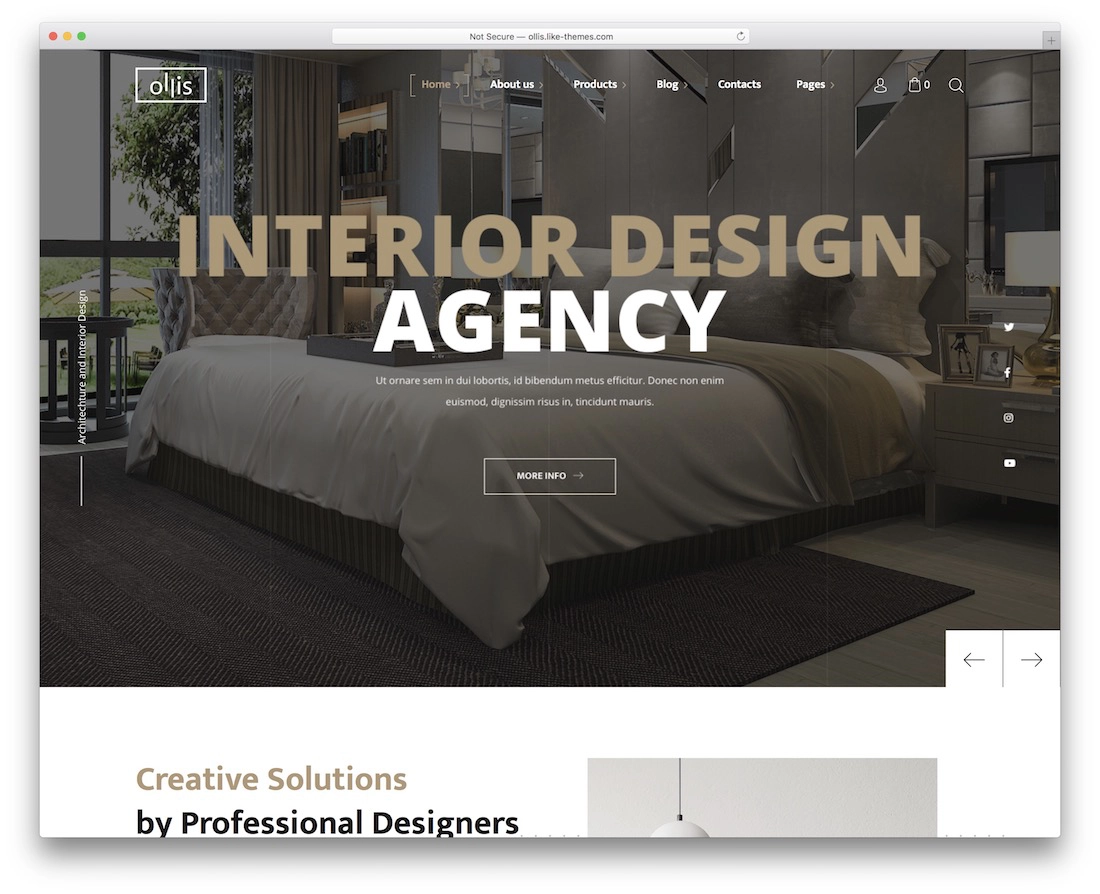 Not Secure — ollis.like-themes.com
ollis
Home
About us
Products
Blog
Contacts
Pages
0
INTERIOR DESIGN
AGENCY
Ut ornare sem in dui lobortis, id bibendum metus efficitur. Donec non enim
euismod, dignissim risus in, tincidunt mauris.
MORE INFO
Architechture and Interior Design
Creative Solutions
by Professional Designers